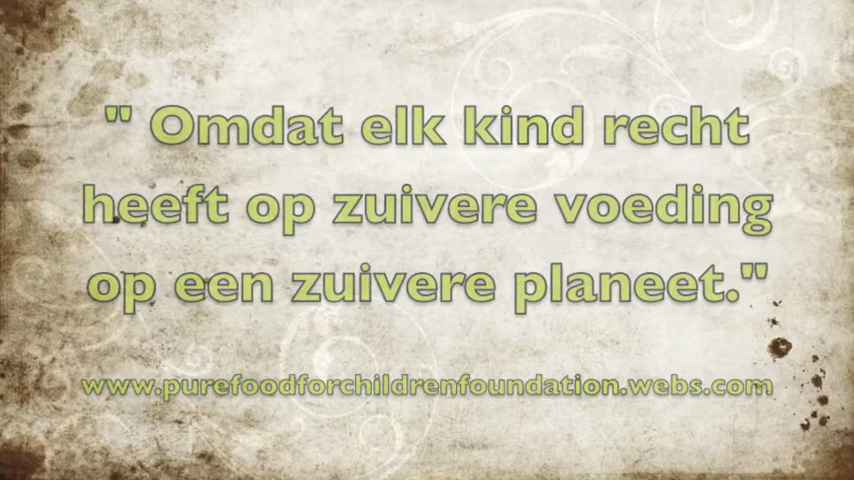 " Omdat elk kind recht
heeft op zuivere voeding
op een zuivere planeet."
www.purefoodforchildrenfoundation.webs.com